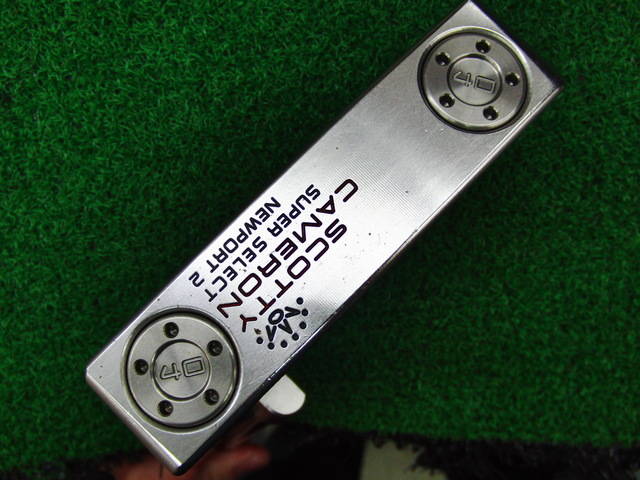 SCOTTY
CAMERON
SUPER SELECT
NEWPORT 2
40
40